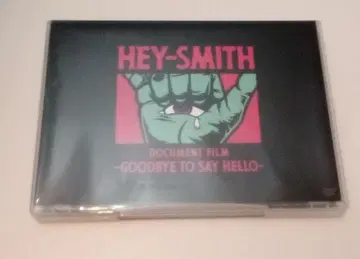 HEY-SMITH
DOCUMENT FILM
-GOODBYE TO SAY HELLO-